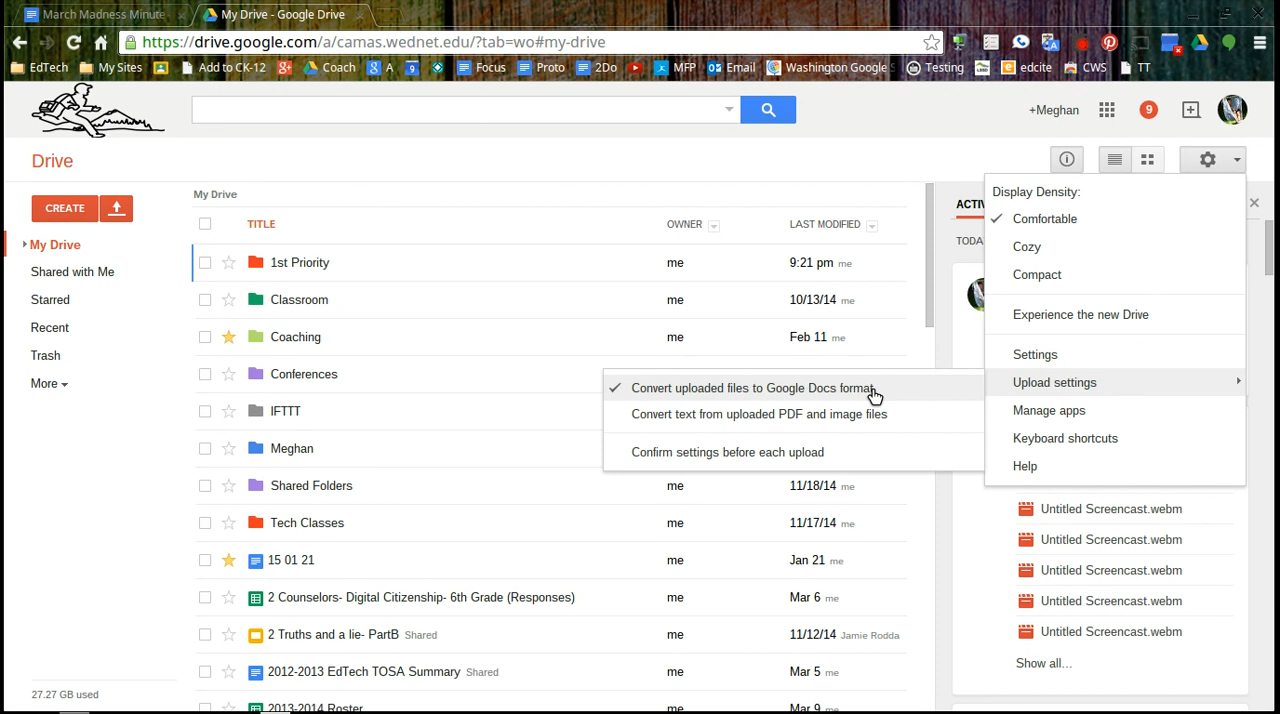 March Madness Minute
My Drive - Google Drive
https://drive.google.com/a/camas.wednet.edu/?tab=wo#my-drive
EdTech My Sites Add to CK-12 Coach A Focus Proto 2Do MFP Email Washington Google Testing edcite CWS TT
+Meghan 9
Drive
CREATE
My Drive
Shared with Me
Starred
Recent
Trash
More
27.27 GB used
My Drive
TITLE OWNER LAST MODIFIED
1st Priority me 9:21 pm me
Classroom me 10/13/14 me
Coaching me Feb 11 me
Conferences
IFTTT
Meghan
Shared Folders me 11/18/14 me
Tech Classes me 11/17/14 me
15 01 21 me Jan 21 me
2 Counselors- Digital Citizenship- 6th Grade (Responses) me Mar 6 me
2 Truths and a lie- PartB Shared me 11/12/14 Jamie Rodda
2012-2013 EdTech TOSA Summary Shared me Mar 5 me
2013-2014 Roster me Mar 9 me
Convert uploaded files to Google Docs format
Convert text from uploaded PDF and image files
Confirm settings before each upload
Display Density:
Comfortable
Cozy
Compact
Experience the new Drive
Settings
Upload settings
Manage apps
Keyboard shortcuts
Help
ACTIV
TODA
Untitled Screencast.webm
Untitled Screencast.webm
Untitled Screencast.webm
Untitled Screencast.webm
Untitled Screencast.webm
Show all...